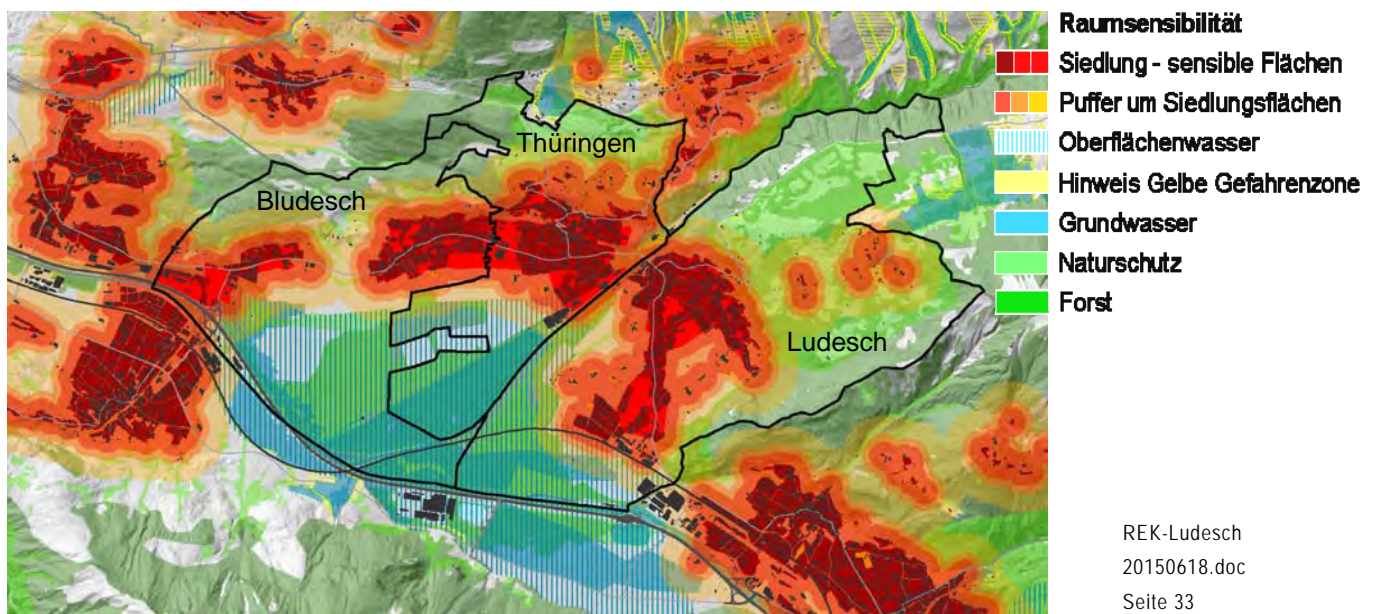 Raumsensibilität
Siedlung - sensible Flächen
Puffer um Siedlungsflächen
Oberflächenwasser
Hinweis Gelbe Gefahrenzone
Grundwasser
Naturschutz
Forst
Thüringen
Bludesch
Ludesch
REK-Ludesch
20150618.doc
Seite 33